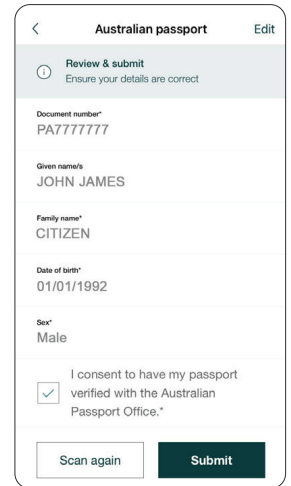 Australian passport Edit
Review & submit
Ensure your details are correct
Document number*
PA7777777
Given name/s
JOHN JAMES
Family name*
CITIZEN
Date of birth*
01/01/1992
Sex*
Male
I consent to have my passport
verified with the Australian
Passport Office.*
Scan again Submit